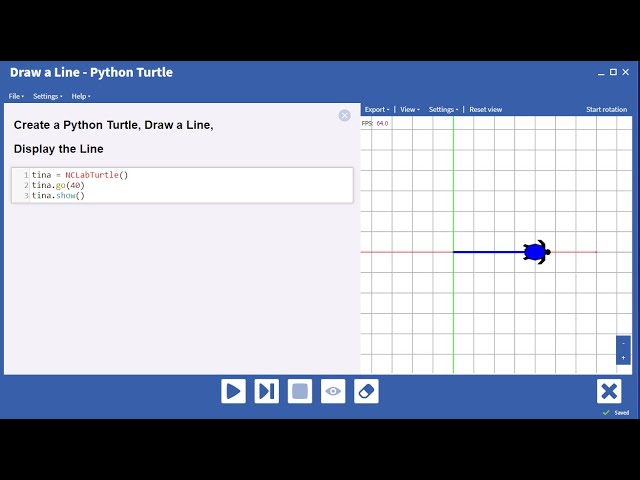 Draw a Line - Python Turtle
File Settings Help
Create a Python Turtle, Draw a Line,
Display the Line
1 tina = NCLabTurtle()
2 tina.go(40)
3 tina.show()
Export | View Settings | Reset view Start rotation
FPS: 64.0
-
+
Saved